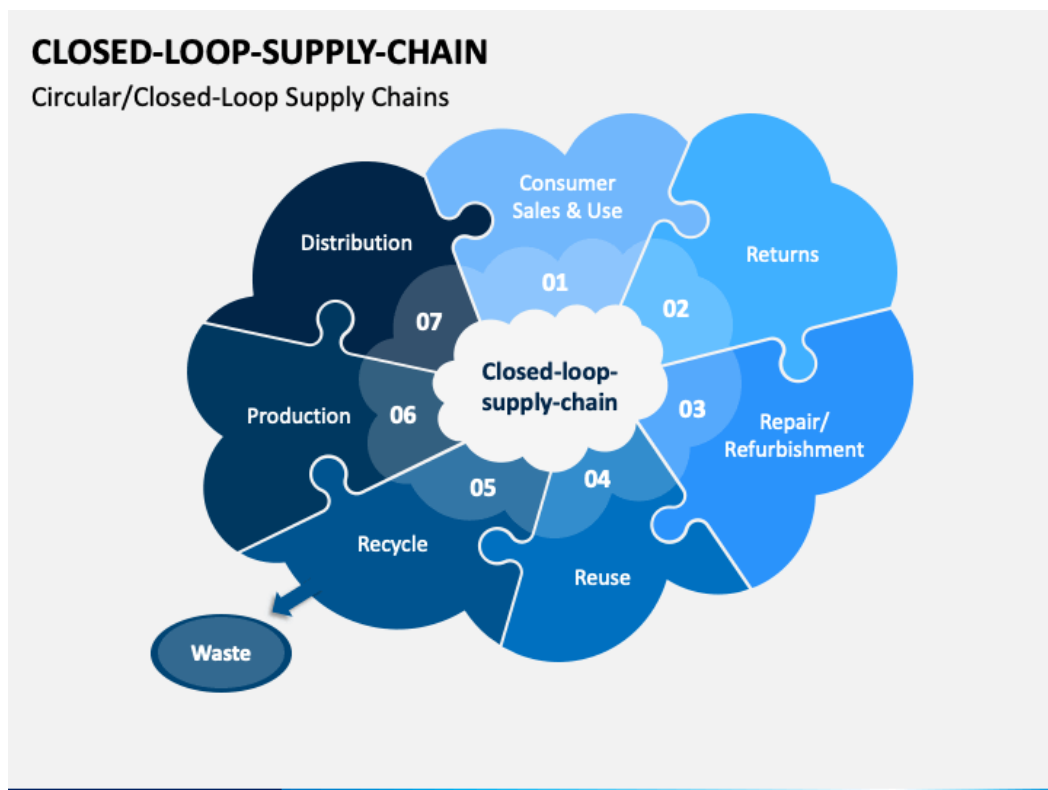 CLOSED-LOOP-SUPPLY-CHAIN
Circular/Closed-Loop Supply Chains
Consumer
Sales & Use
01
Returns
02
Repair/
Refurbishment
03
Reuse
04
Recycle
05
Production
06
Distribution
07
Closed-loop-
supply-chain
Waste